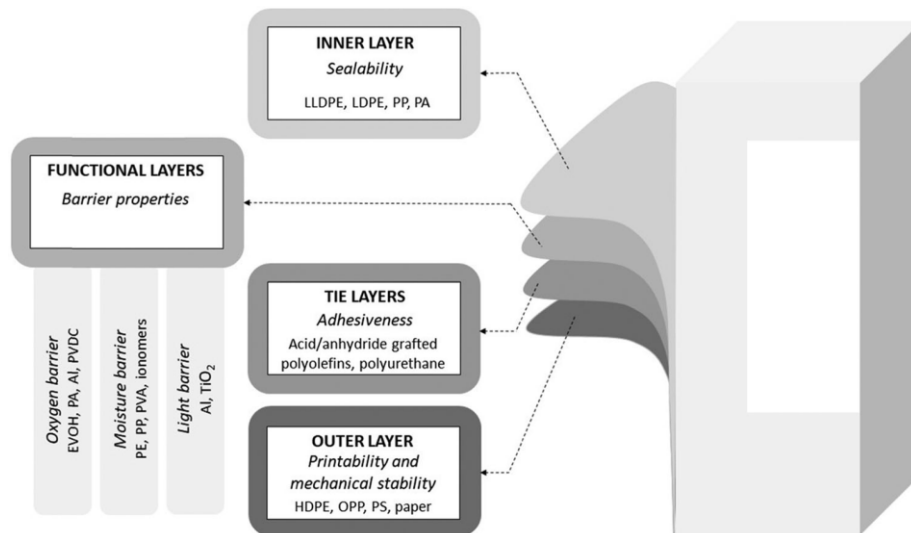 INNER LAYER
Sealability
LLDPE, LDPE, PP, PA
FUNCTIONAL LAYERS
Barrier properties
Oxygen barrier
EVOH, PA, Al, PVDC
Moisture barrier
PE, PP, PVA, ionomers
Light barrier
Al, TiO₂
TIE LAYERS
Adhesiveness
Acid/anhydride grafted
polyolefins, polyurethane
OUTER LAYER
Printability and
mechanical stability
HDPE, OPP, PS, paper